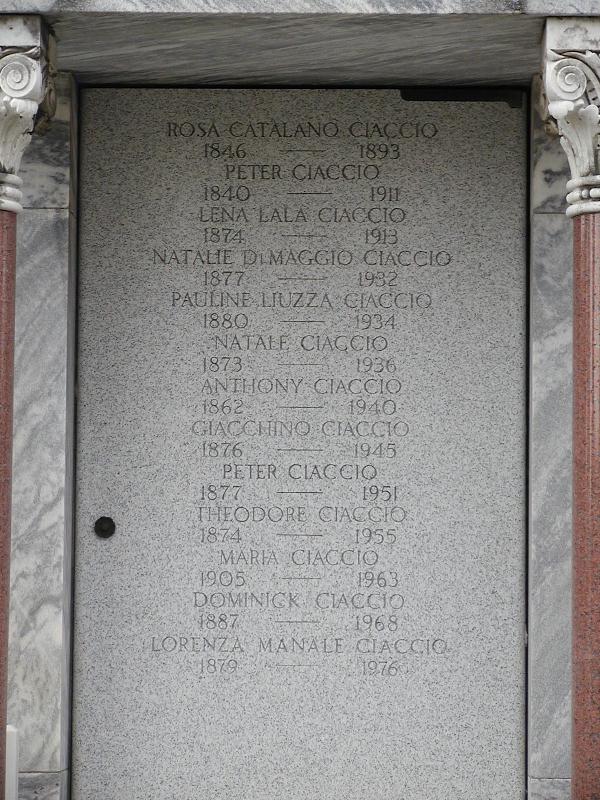 ROSA CATALANO CIACCIO
1846 — 1893
PETER CIACCIO
1840 — 1911
LENA LALA CIACCIO
1874 — 1913
NATALIE DIMAGGIO CIACCIO
1877 — 1932
PAULINE LIUZZA CIACCIO
1880 — 1934
NATALE CIACCIO
1873 — 1936
ANTHONY CIACCIO
1862 — 1940
GIACCHINO CIACCIO
1876 — 1945
PETER CIACCIO
1877 — 1951
THEODORE CIACCIO
1874 — 1955
MARIA CIACCIO
1905 — 1963
DOMINICK CIACCIO
1887 — 1968
LORENZA MANALE CIACCIO
1879 — 1976